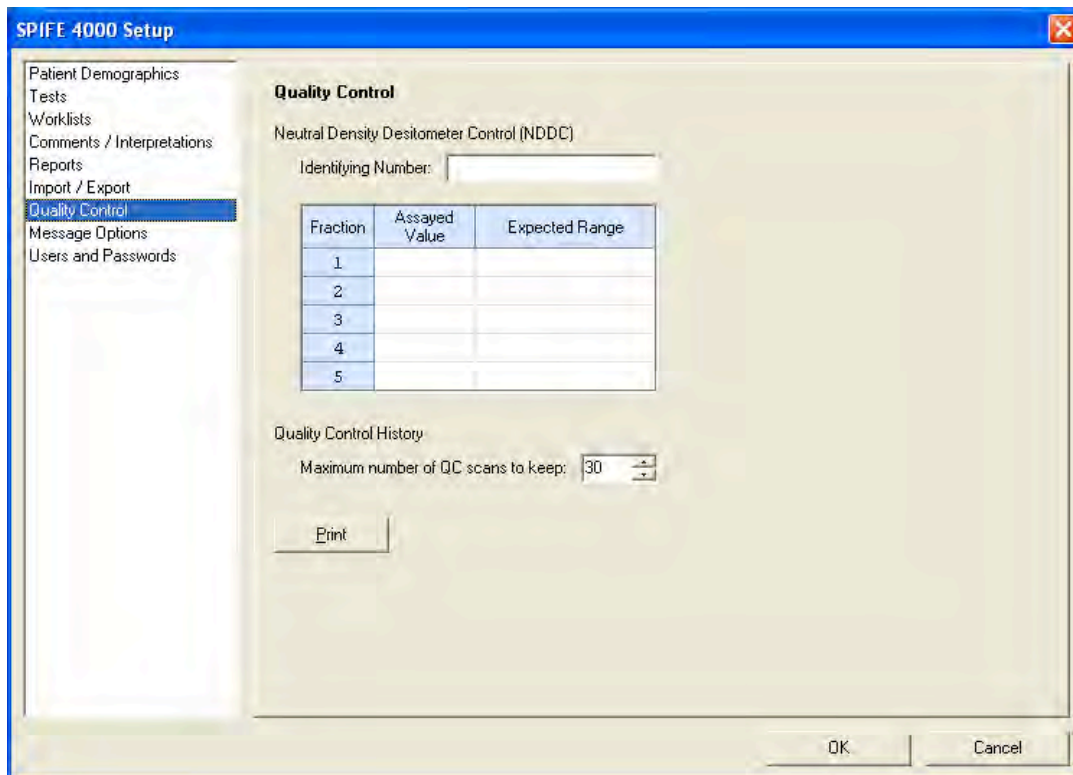 SPIFE 4000 Setup
Patient Demographics
Tests
Worklists
Comments / Interpretations
Reports
Import / Export
Quality Control
Message Options
Users and Passwords
Quality Control
Neutral Density Desitometer Control (NDDC)
Identifying Number:
Fraction Assayed Value Expected Range
1
2
3
4
5
Quality Control History
Maximum number of QC scans to keep: 30
Print
OK Cancel